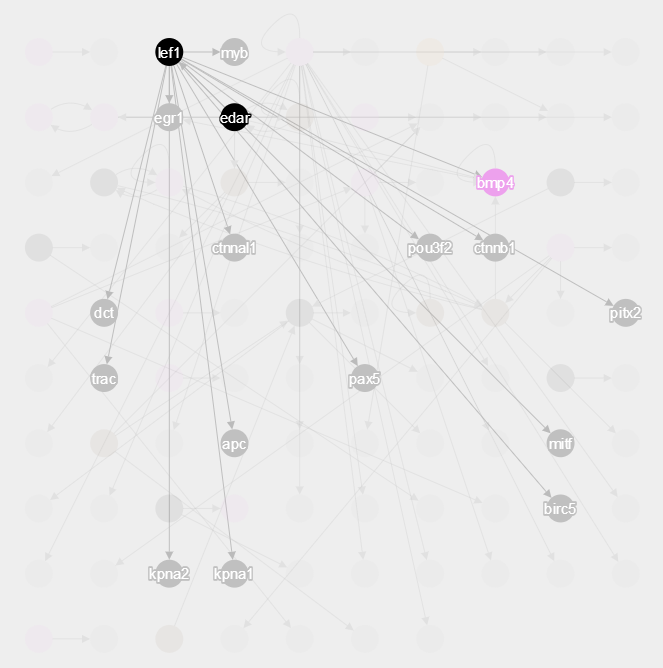 lef1 myb
egr1 edar
bmp4
ctnnal1 pou3f2 ctnnb1
dct pitx2
trac pax5
apc mitf
birc5
kpna2 kpna1